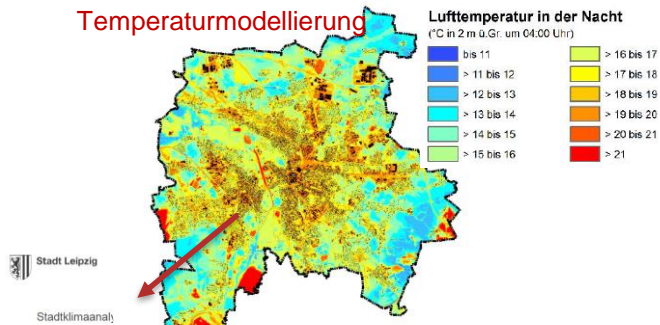 Temperaturmodellierung
Lufttemperatur in der Nacht
(°C in 2 m ü.Gr. um 04:00 Uhr)
bis 11
> 11 bis 12
> 12 bis 13
> 13 bis 14
> 14 bis 15
> 15 bis 16
> 16 bis 17
> 17 bis 18
> 18 bis 19
> 19 bis 20
> 20 bis 21
> 21
Stadt Leipzig
Stadtklimaanaly